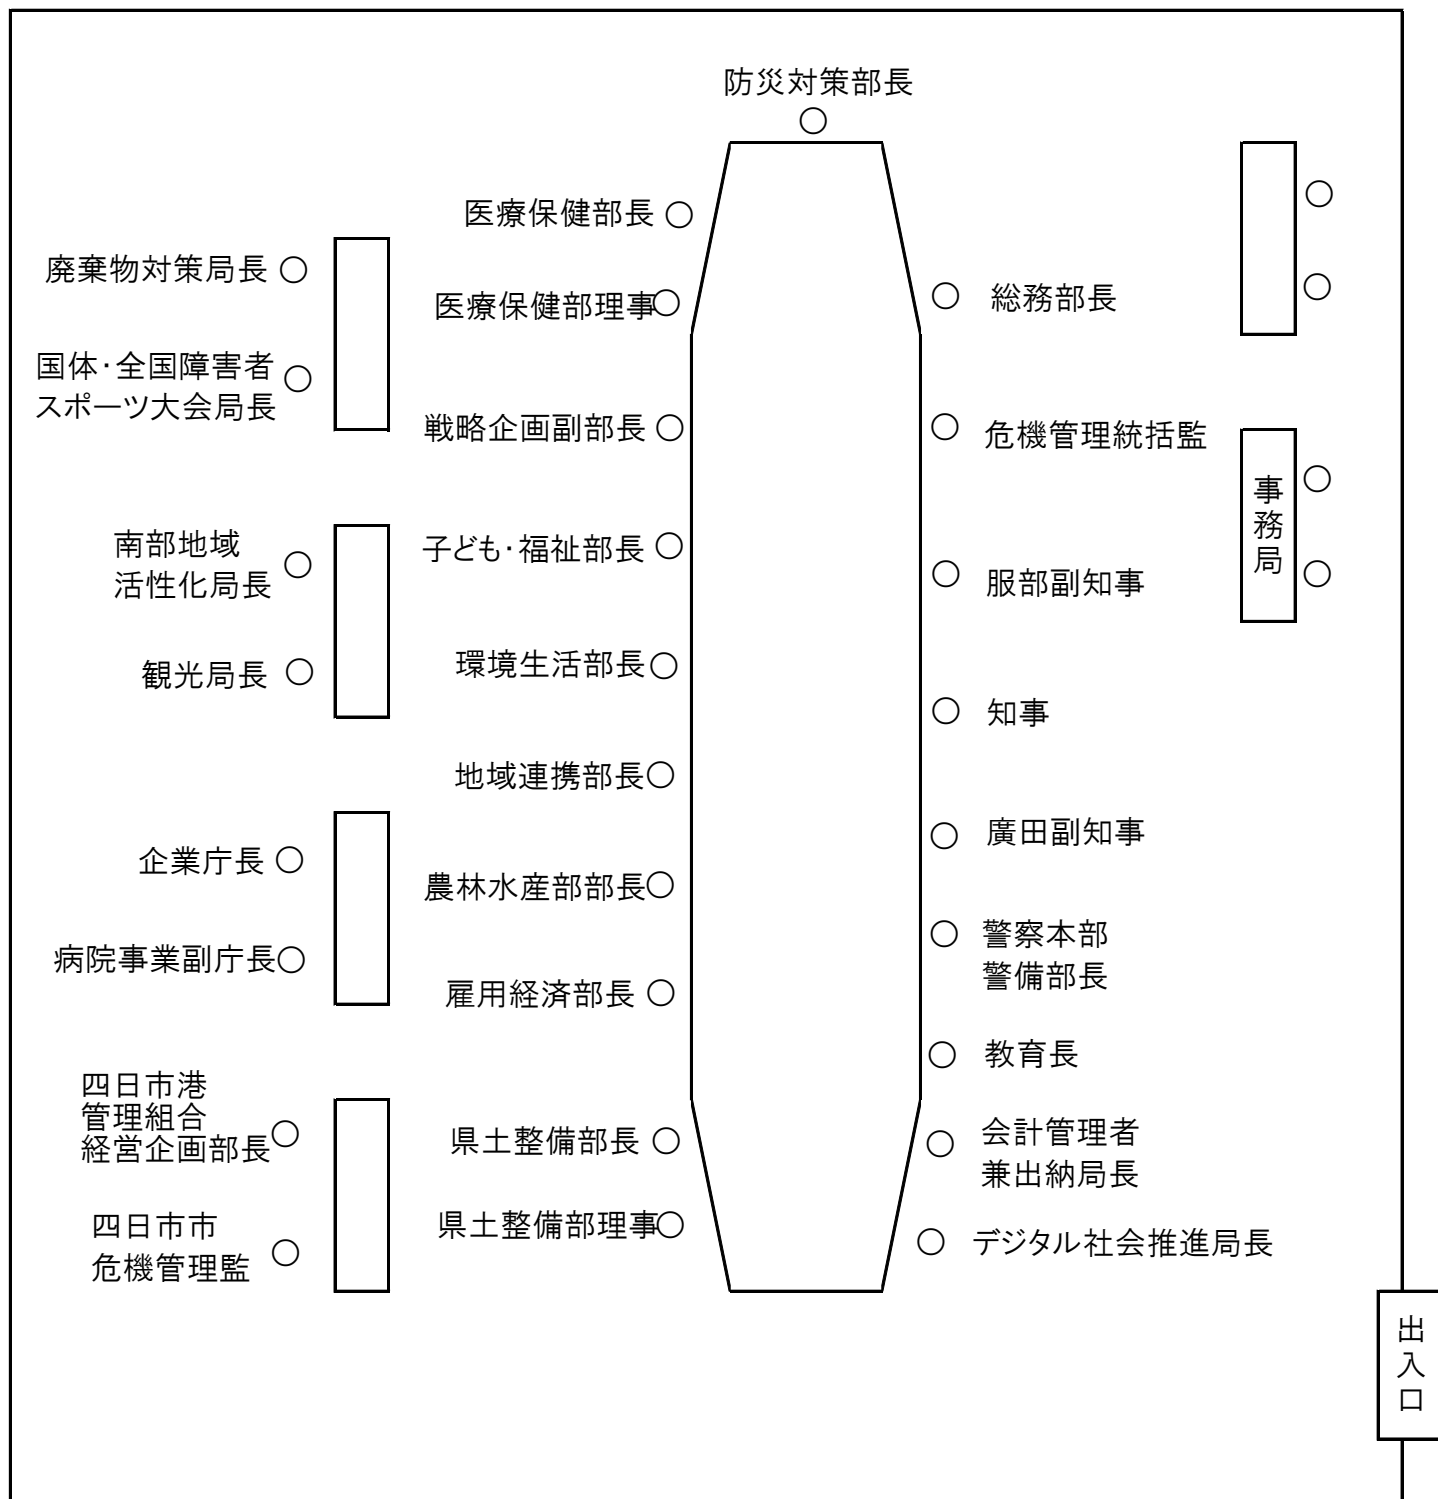 防災対策部長
医療保健部長
医療保健部理事
戦略企画副部長
子ども・福祉部長
環境生活部長
地域連携部長
農林水産部部長
雇用経済部長
県土整備部長
県土整備部理事
廃棄物対策局長
国体・全国障害者
スポーツ大会局長
南部地域
活性化局長
観光局長
企業庁長
病院事業副庁長
四日市港
管理組合
経営企画部長
四日市市
危機管理監
総務部長
危機管理統括監
服部副知事
知事
廣田副知事
警察本部
警備部長
教育長
会計管理者
兼出納局長
デジタル社会推進局長
事務局
出入口